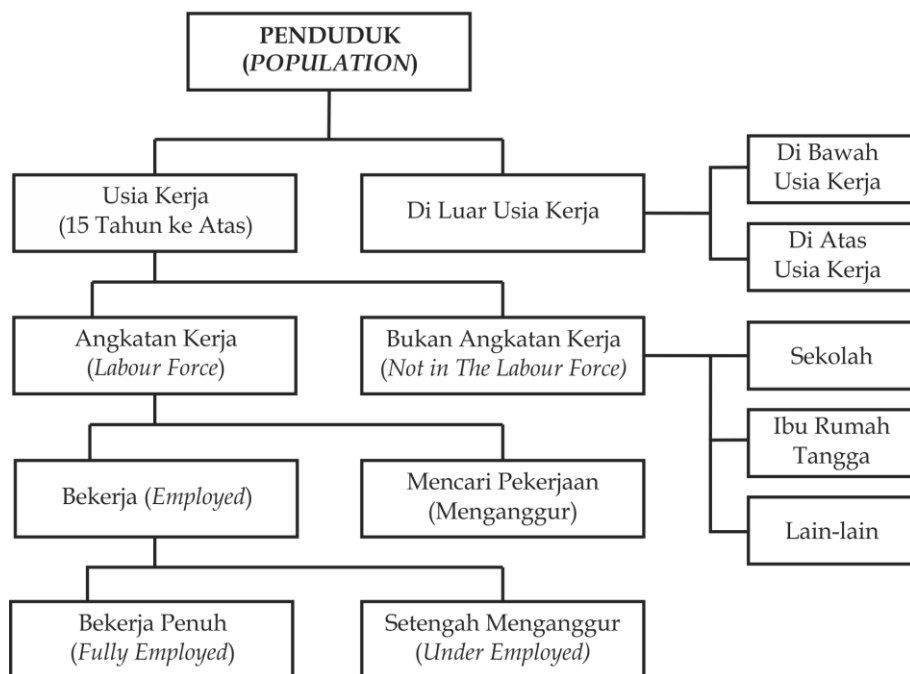 PENDUDUK
(POPULATION)
Usia Kerja
(15 Tahun ke Atas)
Di Luar Usia Kerja
Di Bawah
Usia Kerja
Di Atas
Usia Kerja
Angkatan Kerja
(Labour Force)
Bukan Angkatan Kerja
(Not in The Labour Force)
Sekolah
Ibu Rumah
Tangga
Lain-lain
Bekerja (Employed)
Mencari Pekerjaan
(Menganggur)
Bekerja Penuh
(Fully Employed)
Setengah Menganggur
(Under Employed)